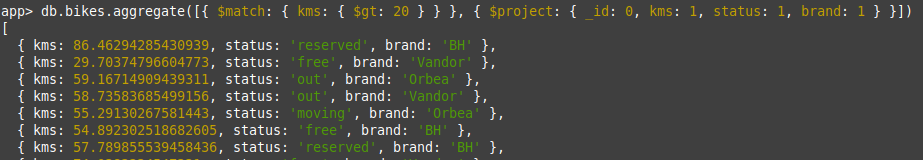 app> db.bikes.aggregate([{ $match: { kms: { $gt: 20 } } }, { $project: { _id: 0, kms: 1, status: 1, brand: 1 } }])
[
  { kms: 86.46294285430939, status: 'reserved', brand: 'BH' },
  { kms: 29.70374796604773, status: 'free', brand: 'Vandor' },
  { kms: 59.16714909439311, status: 'out', brand: 'Orbea' },
  { kms: 58.73583685499156, status: 'out', brand: 'Vandor' },
  { kms: 55.29130267581443, status: 'moving', brand: 'Orbea' },
  { kms: 54.892302518682605, status: 'free', brand: 'BH' },
  { kms: 57.789855539458436, status: 'reserved', brand: 'BH' },